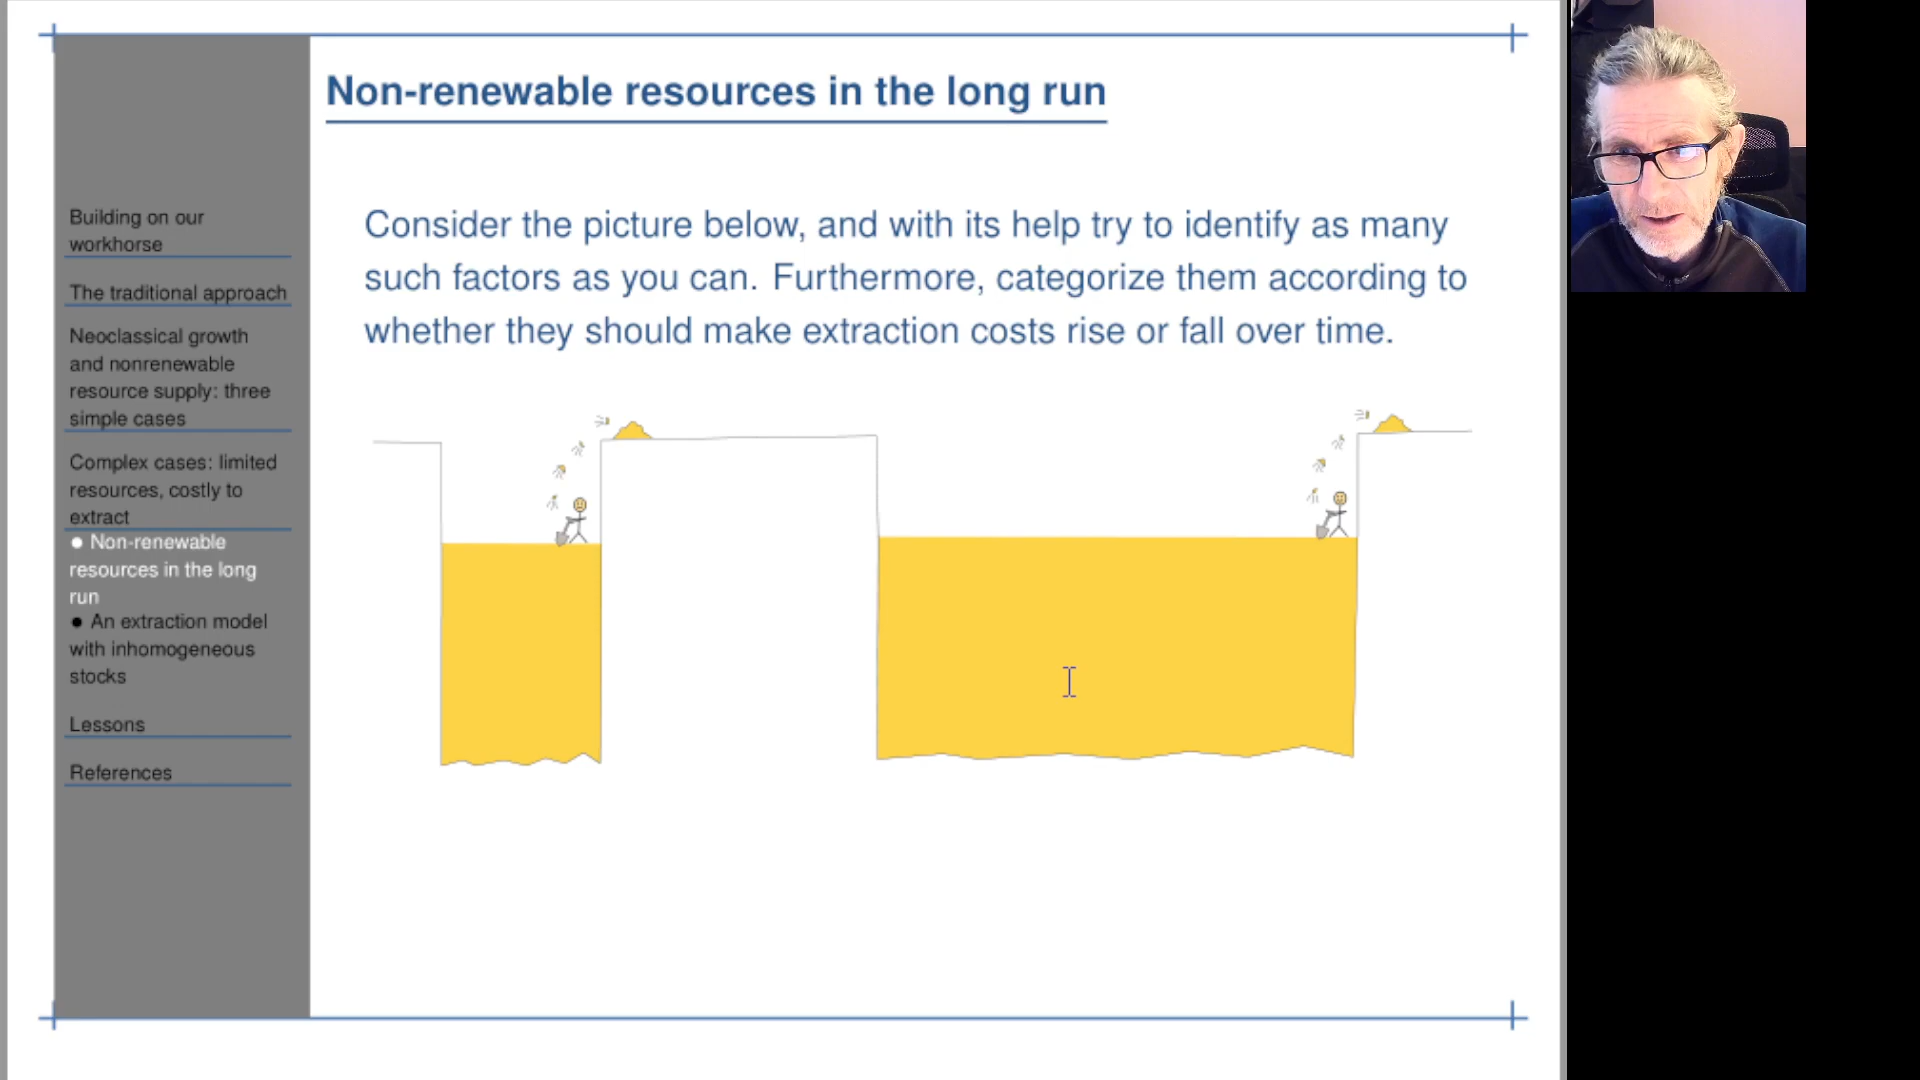 Non-renewable resources in the long run
Building on our
workhorse
The traditional approach
Neoclassical growth
and nonrenewable
resource supply: three
simple cases
Complex cases: limited
resources, costly to
extract
● Non-renewable
resources in the long
run
● An extraction model
with inhomogeneous
stocks
Lessons
References
Consider the picture below, and with its help try to identify as many
such factors as you can. Furthermore, categorize them according to
whether they should make extraction costs rise or fall over time.